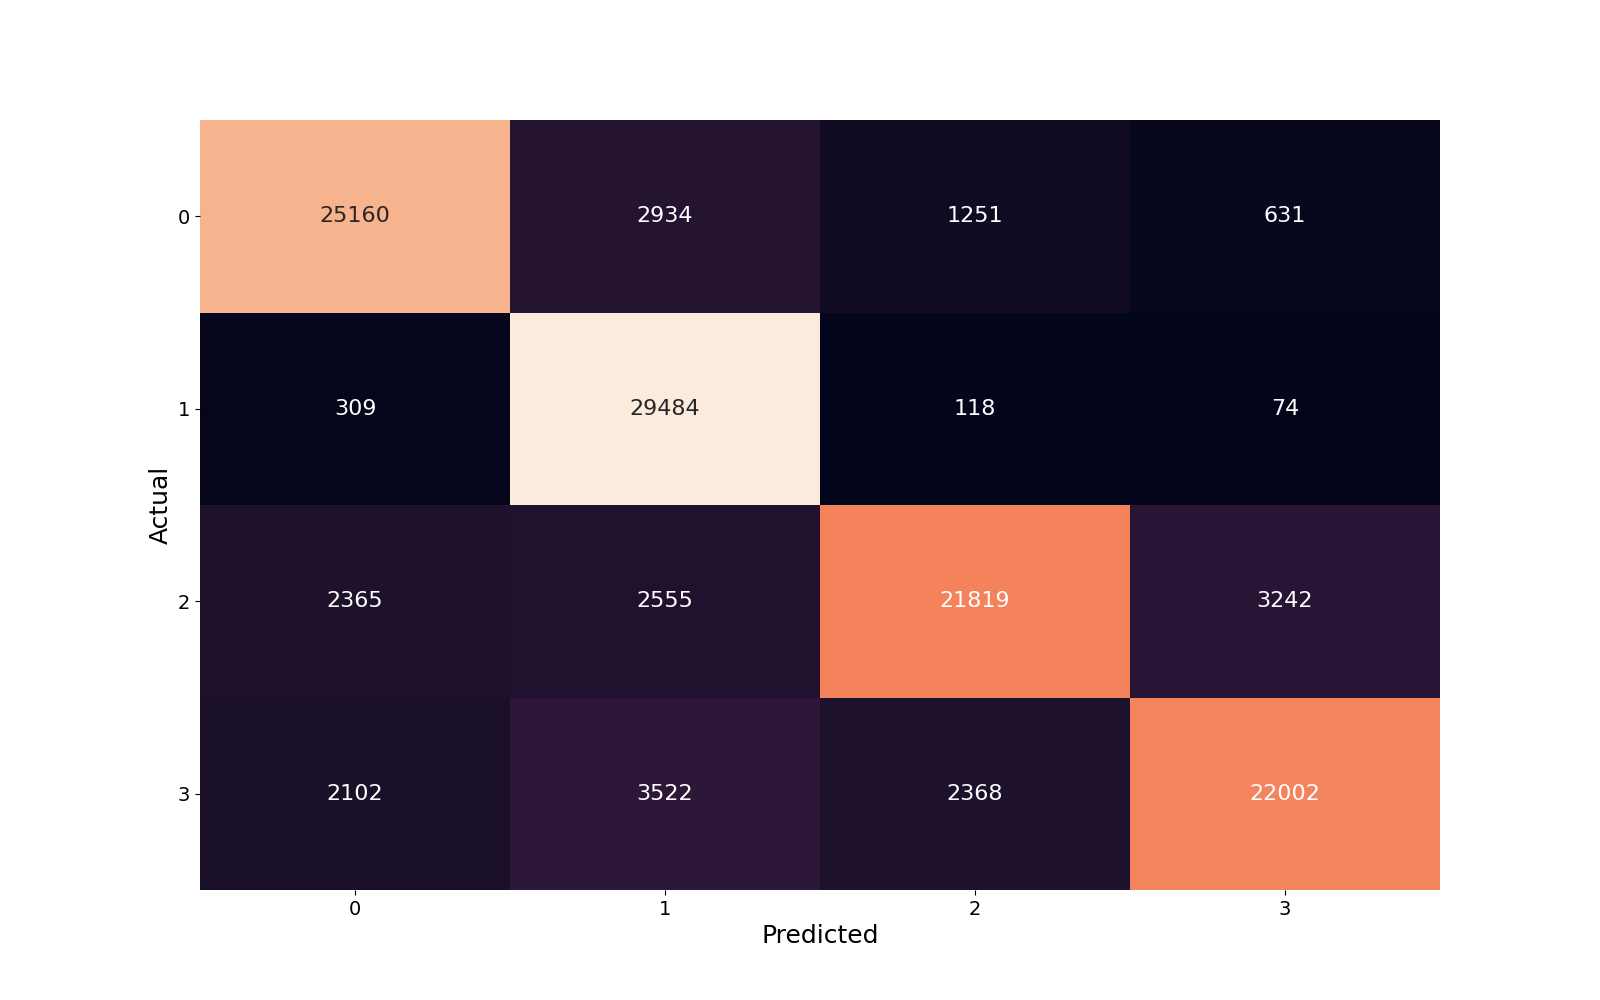 0 25160 2934 1251 631
1 309 29484 118 74
Actual
2 2365 2555 21819 3242
3 2102 3522 2368 22002
0 1 2 3
Predicted